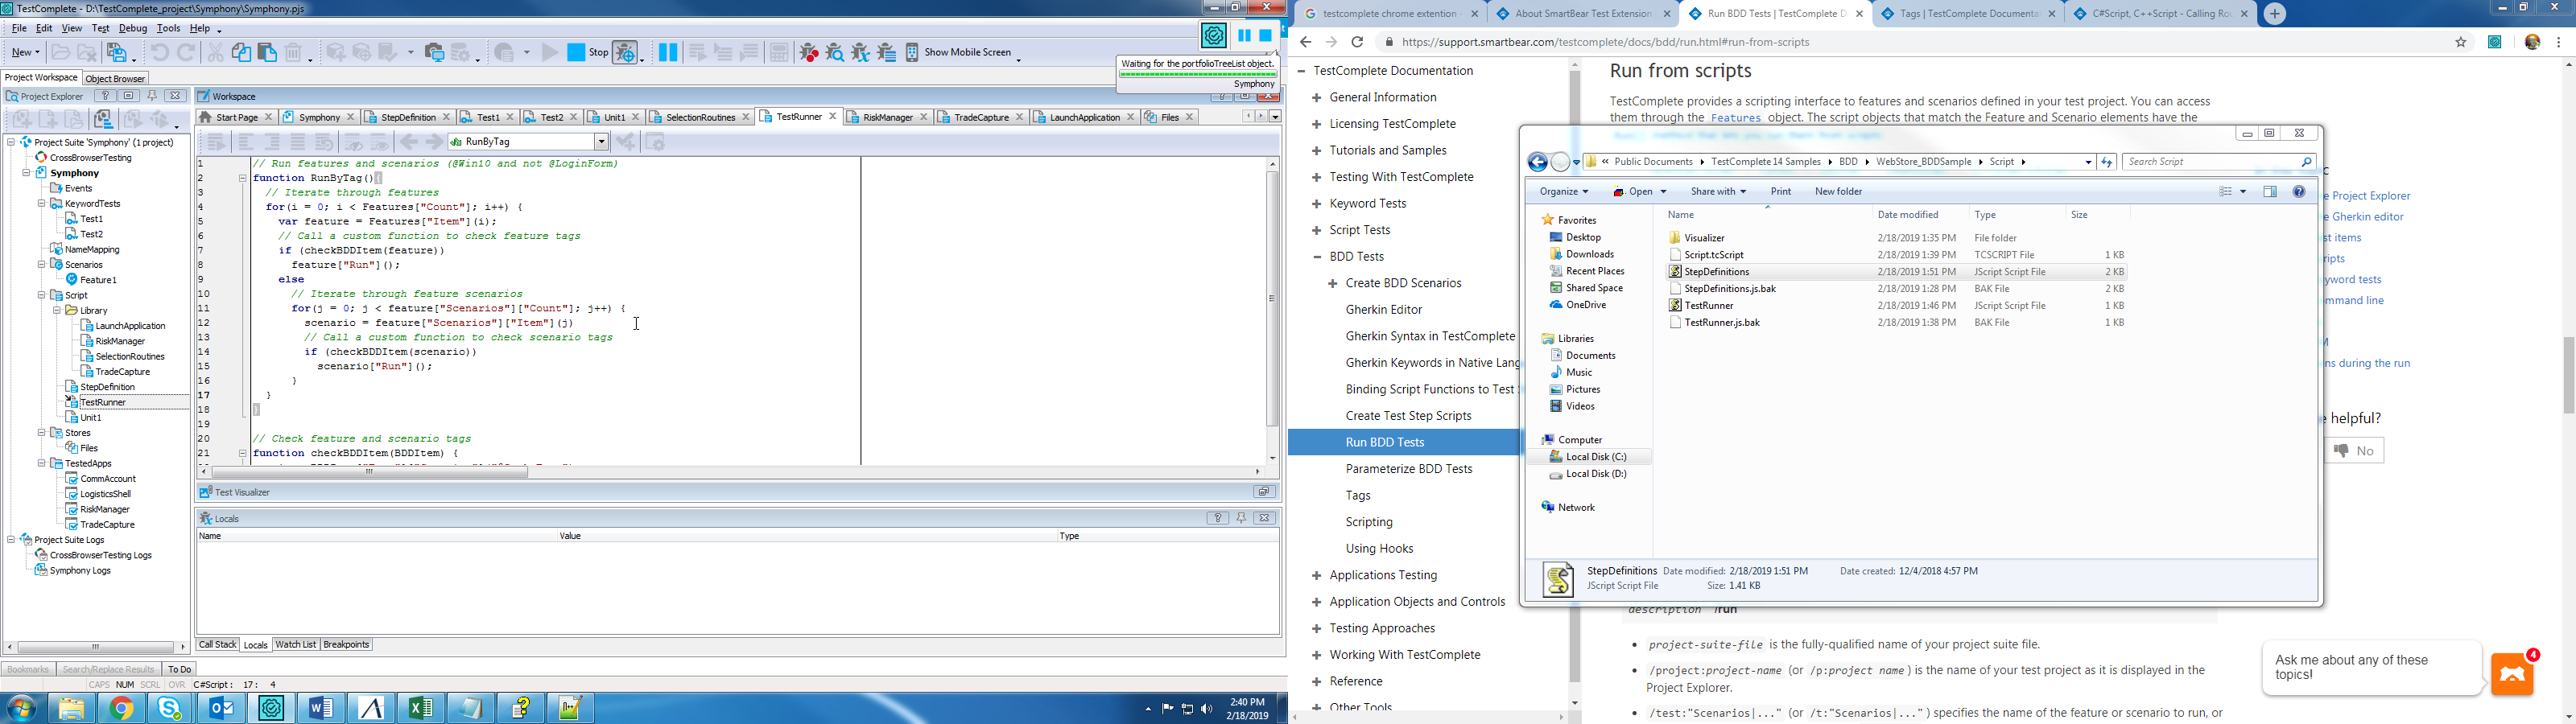 TestComplete - D:\TestComplete_project\Symphony\Symphony.pjs
File Edit View Test Debug Tools Help
New
Stop
Show Mobile Screen
Waiting for the portfolioTreeList object.
Symphony
Project Workspace Object Browser
Project Explorer
Project Suite 'Symphony' (1 project)
CrossBrowserTesting
Symphony
Events
KeywordTests
Test1
Test2
NameMapping
Scenarios
Feature1
Script
Library
LaunchApplication
RiskManager
SelectionRoutines
TradeCapture
StepDefinition
TestRunner
Unit1
Stores
Files
TestedApps
CommAccount
LogisticsShell
RiskManager
TradeCapture
Project Suite Logs
CrossBrowserTesting Logs
Symphony Logs
Workspace
Start Page Symphony StepDefinition Test1 Test2 Unit1 SelectionRoutines TestRunner RiskManager TradeCapture LaunchApplication Files
RunByTag
1 // Run features and scenarios (@Win10 and not @LoginForm)
2 function RunByTag(){
3 // Iterate through features
4 for(i = 0; i < Features["Count"]; i++) {
5 var feature = Features["Item"](i);
6 // Call a custom function to check feature tags
7 if (checkBDDItem(feature))
8 feature["Run"]();
9 else
10 // Iterate through feature scenarios
11 for(j = 0; j < feature["Scenarios"]["Count"]; j++) {
12 scenario = feature["Scenarios"]["Item"](j)
13 // Call a custom function to check scenario tags
14 if (checkBDDItem(scenario))
15 scenario["Run"]();
16 }
17 }
18 }
19
20 // Check feature and scenario tags
21 function checkBDDItem(BDDItem) {
Test Visualizer
Locals
Name Value Type
Call Stack Locals Watch List Breakpoints
Bookmarks Search/Replace Results To Do
CAPS NUM SCRL OVR C#Script: 17: 4
2:40 PM
2/18/2019
testcomplete chrome extention
About SmartBear Test Extension
Run BDD Tests | TestComplete D
Tags | TestComplete Documentat
C#Script, C++Script - Calling Rou
https://support.smartbear.com/testcomplete/docs/bdd/run.html#run-from-scripts
TestComplete Documentation
General Information
Licensing TestComplete
Tutorials and Samples
Testing With TestComplete
Keyword Tests
Script Tests
BDD Tests
Create BDD Scenarios
Gherkin Editor
Gherkin Syntax in TestComplete
Gherkin Keywords in Native Lang
Binding Script Functions to Test
Create Test Step Scripts
Run BDD Tests
Parameterize BDD Tests
Tags
Scripting
Using Hooks
Applications Testing
Application Objects and Controls
Testing Approaches
Working With TestComplete
Reference
Other Tools
Run from scripts
TestComplete provides a scripting interface to features and scenarios defined in your test project. You can access
them through the Features object. The script objects that match the Feature and Scenario elements have the
Public Documents TestComplete 14 Samples BDD WebStore_BDDSample Script
Search Script
Organize Open Share with Print New folder
Favorites
Desktop
Downloads
Recent Places
Shared Space
OneDrive
Libraries
Documents
Music
Pictures
Videos
Computer
Local Disk (C:)
Local Disk (D:)
Network
Name Date modified Type Size
Visualizer 2/18/2019 1:35 PM File folder
Script.tcScript 2/18/2019 1:39 PM TCSCRIPT File 1 KB
StepDefinitions 2/18/2019 1:51 PM JScript Script File 2 KB
StepDefinitions.js.bak 2/18/2019 1:28 PM BAK File 2 KB
TestRunner 2/18/2019 1:46 PM JScript Script File 1 KB
TestRunner.js.bak 2/18/2019 1:38 PM BAK File 1 KB
StepDefinitions Date modified: 2/18/2019 1:51 PM Date created: 12/4/2018 4:57 PM
JScript Script File Size: 1.41 KB
e Project Explorer
e Gherkin editor
st items
ripts
yword tests
mmand line
ns during the run
e helpful?
No
description /run
project-suite-file is the fully-qualified name of your project suite file.
/project:project-name (or /p:project name) is the name of your test project as it is displayed in the
Project Explorer.
/test:"Scenarios|..." (or /t:"Scenarios|...") specifies the name of the feature or scenario to run, or
Ask me about any of these
topics!
4